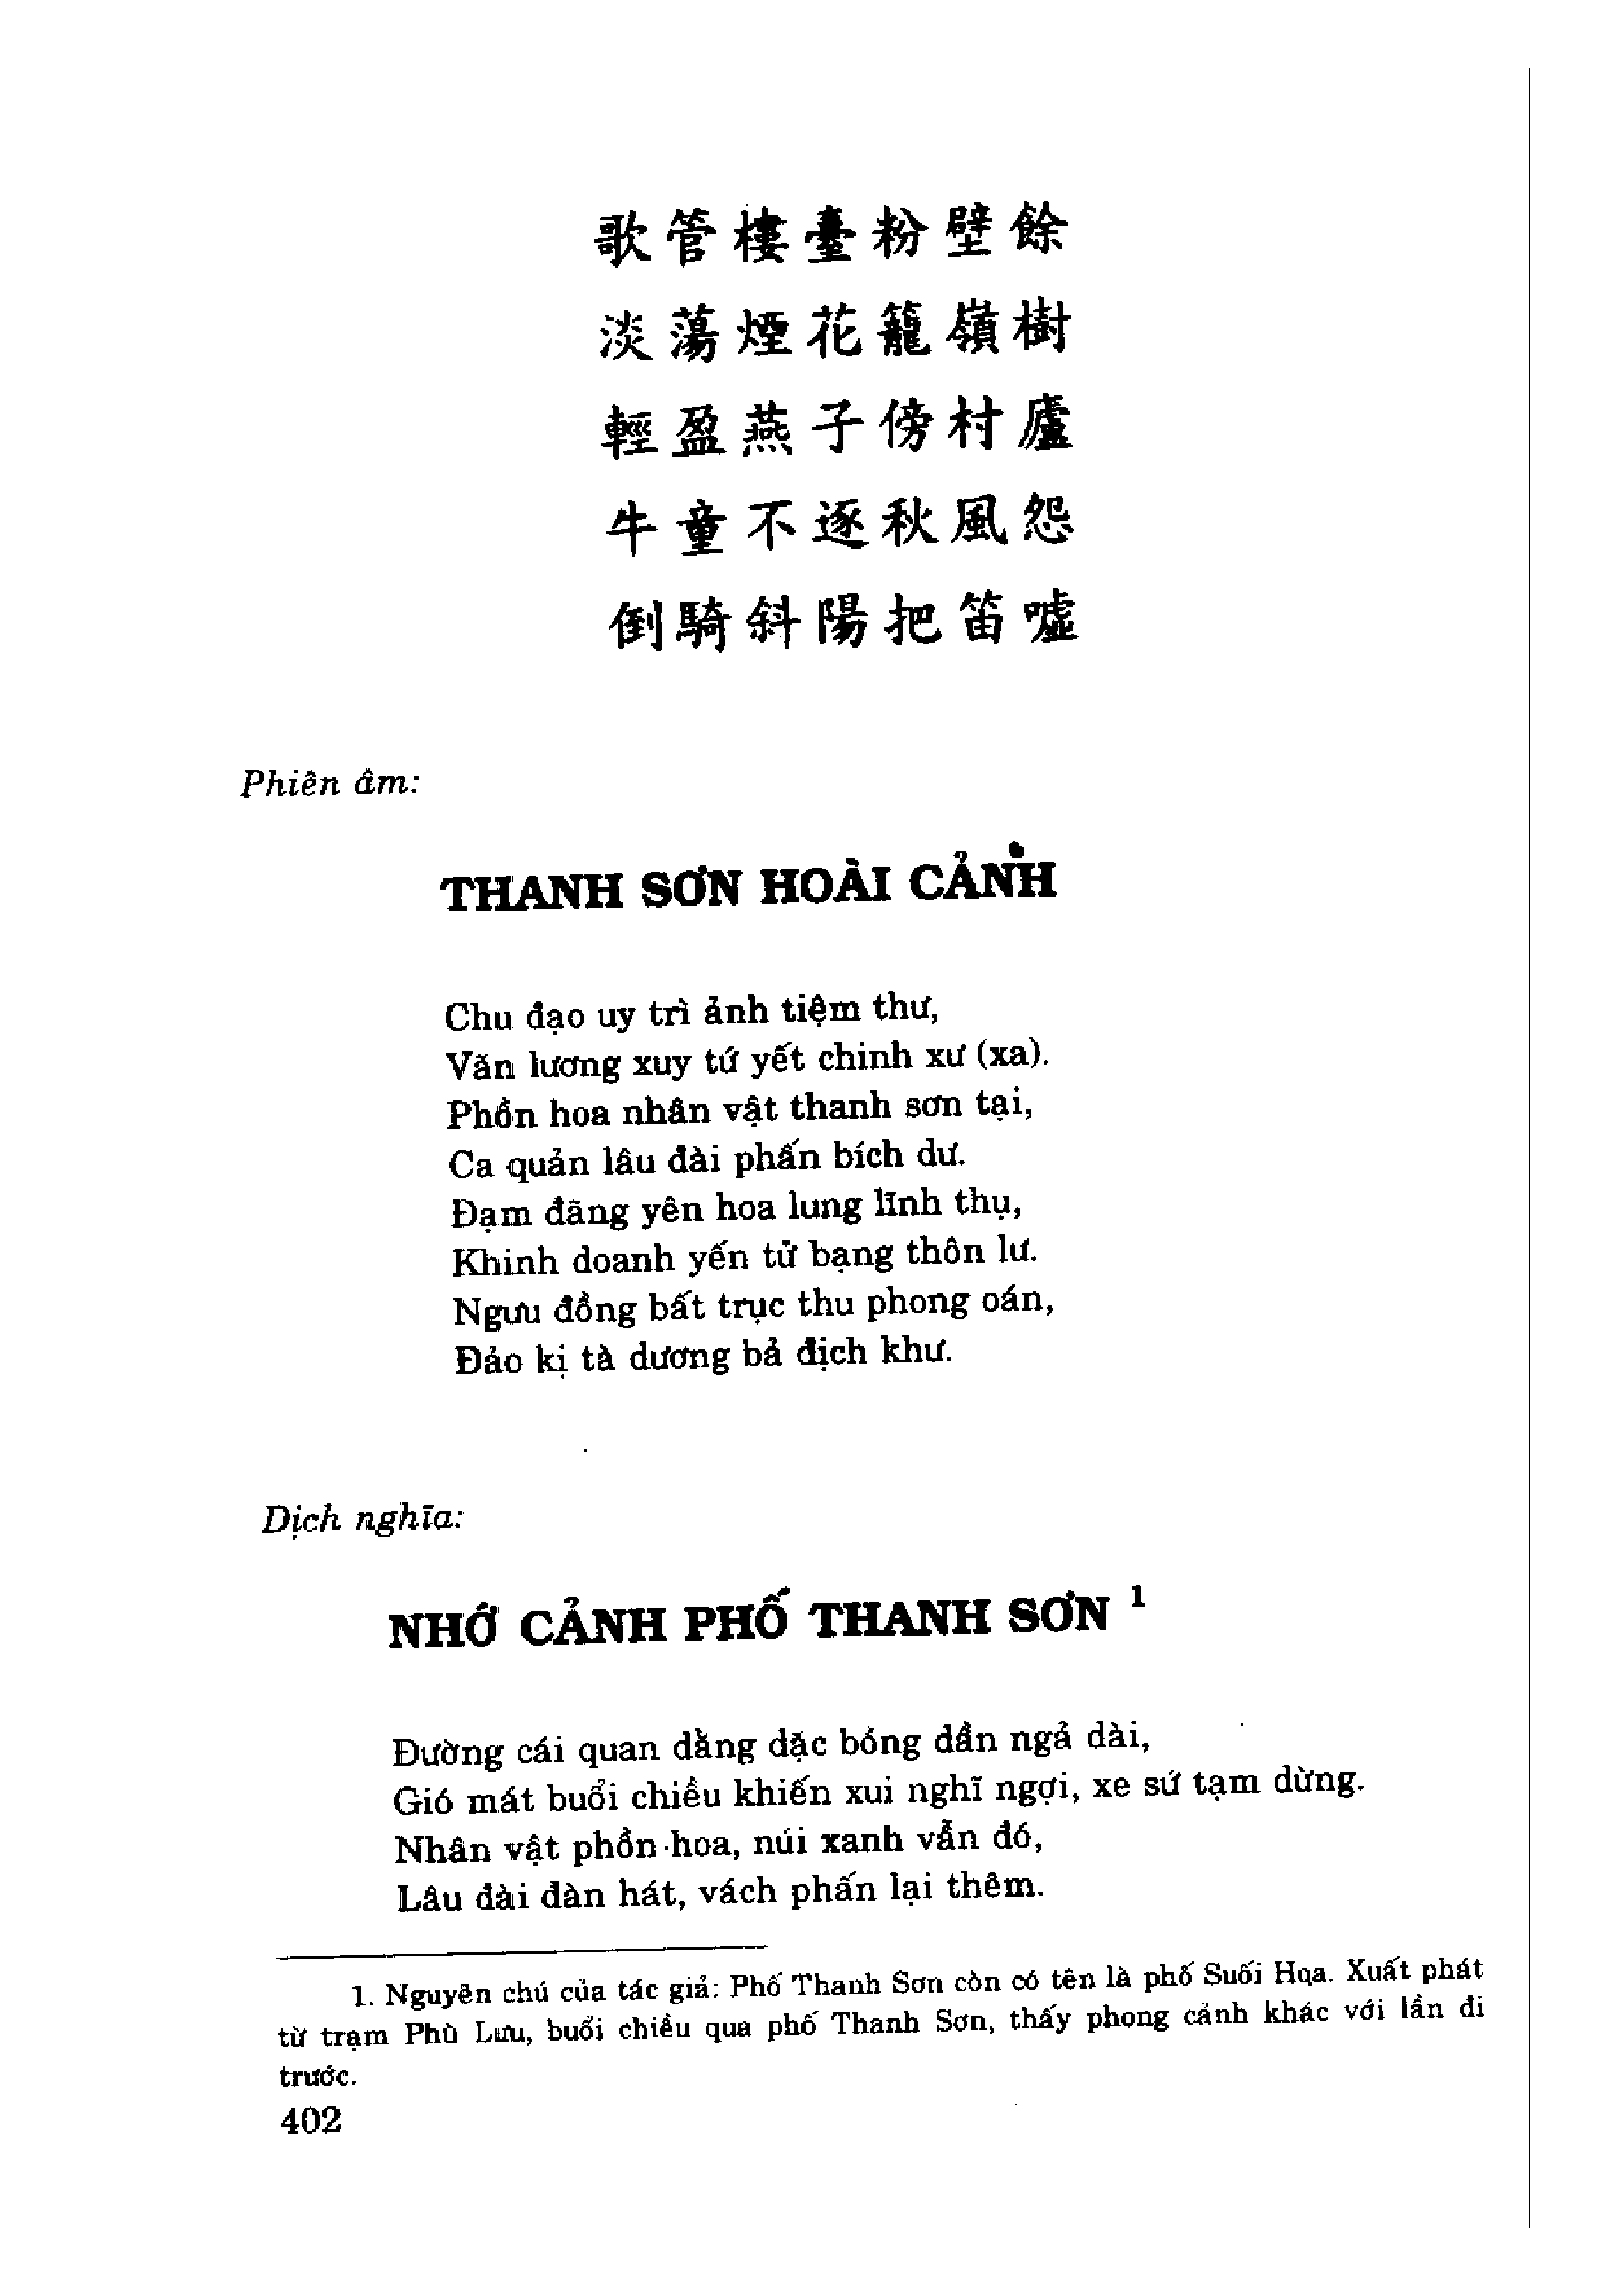 歌管樓臺粉壁餘
淡蕩煙花籠嶺樹
輕盈燕子傍村廬
牛童不逐秋風怨
倒騎斜陽把笛噓
Phiên âm:
THANH SƠN HOÀI CẢNH
Chu đạo uy trì ảnh tiệm thư,
Vãn lương xuy tứ yết chinh xư (xa).
Phồn hoa nhân vật thanh sơn tại,
Ca quản lâu đài phấn bích dư.
Đạm đãng yên hoa lung lĩnh thụ,
Khinh doanh yến tử bạng thôn lư.
Ngưu đồng bất trục thu phong oán,
Đảo kị tà dương bả địch khư.
Dịch nghĩa:
NHỚ CẢNH PHỐ THANH SƠN 1
Đường cái quan dằng dặc bóng dần ngả dài,
Gió mát buổi chiều khiến xui nghĩ ngợi, xe sứ tạm dừng.
Nhân vật phồn hoa, núi xanh vẫn đó,
Lâu đài đàn hát, vách phấn lại thêm.
1. Nguyên chú của tác giả: Phố Thanh Sơn còn có tên là phố Suối Họa. Xuất phát
từ trạm Phù Lưu, buổi chiều qua phố Thanh Sơn, thấy phong cảnh khác với lần đi
trước.
402